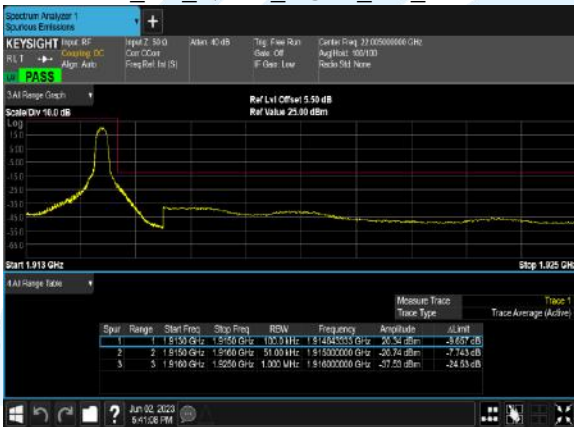 Spectrum Analyzer 1
Spurious Emissions
+
KEYSIGHT Input: RF
Coupling: DC
Align: Auto
RLT
Input Z: 50 Ω
Corr CCorr
Freq Ref: Int (S)
Atten: 40 dB
Trig: Free Run
Gate: Off
IF Gain: Low
Center Freq: 22.005000000 GHz
Avg|Hold: 100/100
Radio Std: None
PASS
3.All Range Graph
Scale/Div 10.0 dB
Ref Lvl Offset 5.50 dB
Ref Value 25.00 dBm
Log
15.0
5.00
-5.00
-15.0
-25.0
-35.0
-45.0
-55.0
-65.0
Start 1.913 GHz
Stop 1.925 GHz
4.All Range Table
Measure Trace Trace 1
Trace Type Trace Average (Active)
Spur Range Start Freq Stop Freq RBW Frequency Amplitude ΔLimit
1 1 1.9130 GHz 1.9150 GHz 100.0 kHz 20.34 dBm -9.657 dB
2 2 1.9150 GHz 1.9160 GHz 51.00 kHz 1.915000000 GHz -20.74 dBm -7.743 dB
3 3 1.9160 GHz 1.9250 GHz 1.000 MHz 1.916000000 GHz -37.53 dBm -24.53 dB
?
Jun 02, 2023
5:41:08 PM